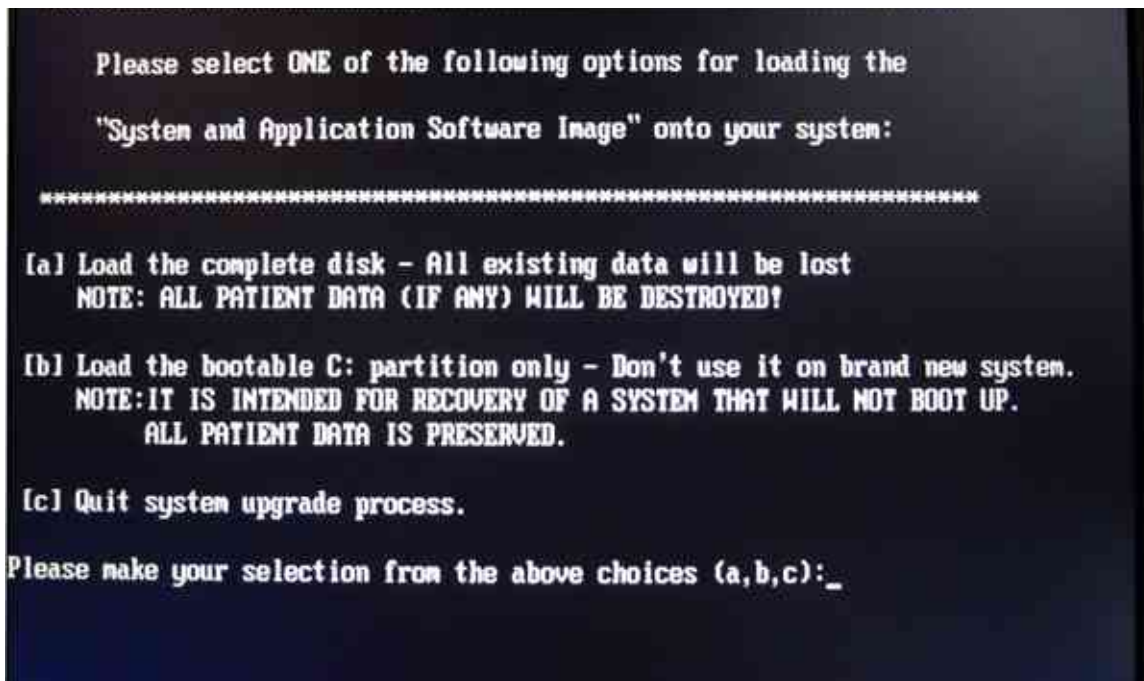 Please select ONE of the following options for loading the
"System and Application Software Image" onto your system:
********************************************************************
[a] Load the complete disk - All existing data will be lost
NOTE: ALL PATIENT DATA (IF ANY) WILL BE DESTROYED!
[b] Load the bootable C: partition only - Don't use it on brand new system.
NOTE:IT IS INTENDED FOR RECOVERY OF A SYSTEM THAT WILL NOT BOOT UP.
ALL PATIENT DATA IS PRESERVED.
[c] Quit system upgrade process.
Please make your selection from the above choices (a,b,c):_